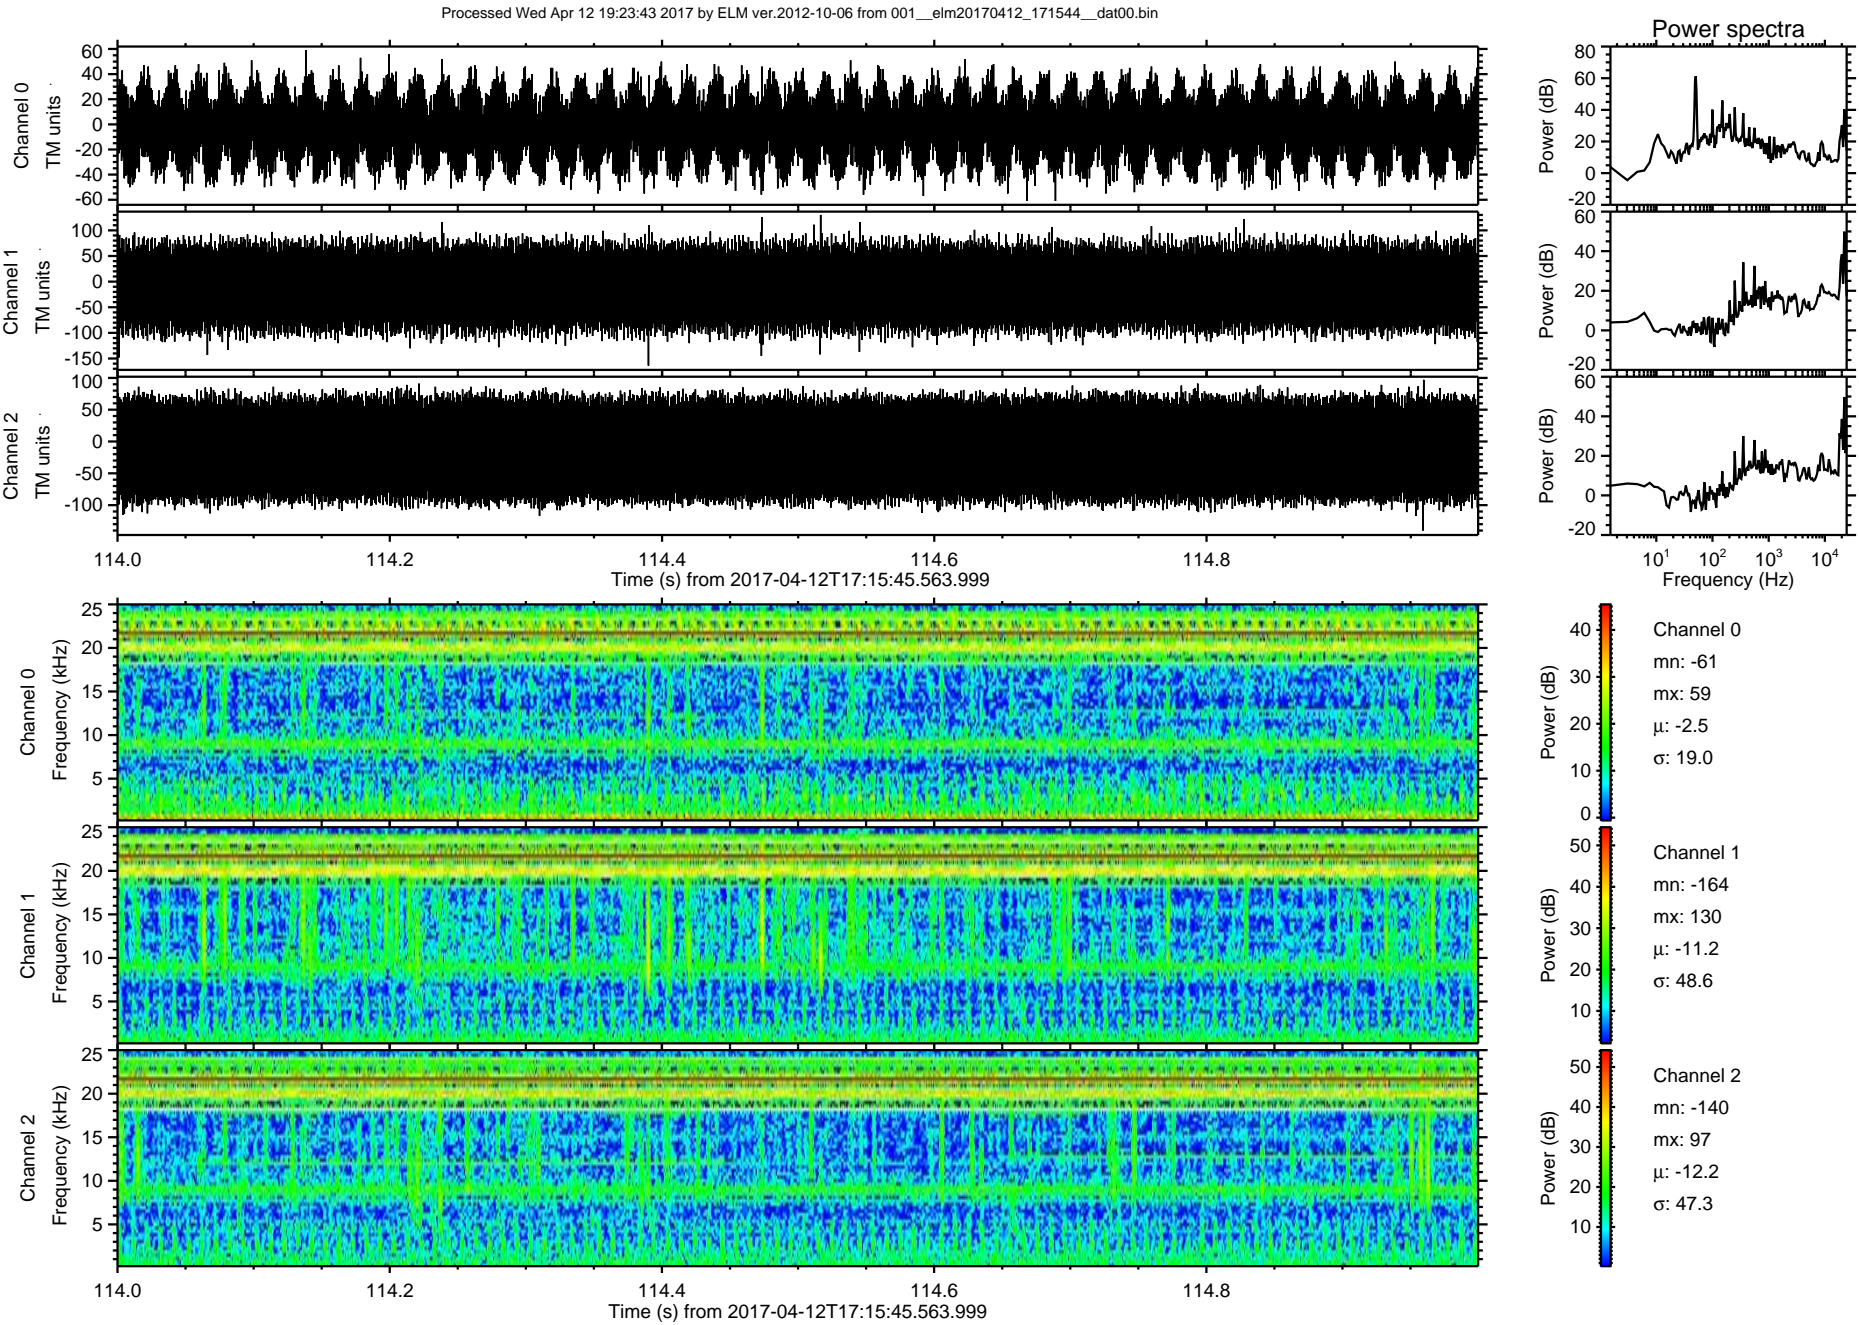 Processed Wed Apr 12 19:23:43 2017 by ELM ver.2012-10-06 from 001__elm20170412_171544__dat00.bin
Power spectra
Channel 0
TM units
60
40
20
0
-20
-40
-60
Power (dB)
80
60
40
20
0
-20
Channel 1
TM units
100
50
0
-50
-100
-150
Power (dB)
60
40
20
0
-20
Channel 2
TM units
100
50
0
-50
-100
Power (dB)
60
40
20
0
-20
114.0 114.2 114.4 114.6 114.8
Time (s) from 2017-04-12T17:15:45.563.999
10^1 10^2 10^3 10^4
Frequency (Hz)
Channel 0
Frequency (kHz)
25
20
15
10
5
Power (dB)
40
30
20
10
0
Channel 0
mn: -61
mx: 59
µ: -2.5
σ: 19.0
Channel 1
Frequency (kHz)
25
20
15
10
5
Power (dB)
50
40
30
20
10
Channel 1
mn: -164
mx: 130
µ: -11.2
σ: 48.6
Channel 2
Frequency (kHz)
25
20
15
10
5
Power (dB)
50
40
30
20
10
Channel 2
mn: -140
mx: 97
µ: -12.2
σ: 47.3
114.0 114.2 114.4 114.6 114.8
Time (s) from 2017-04-12T17:15:45.563.999